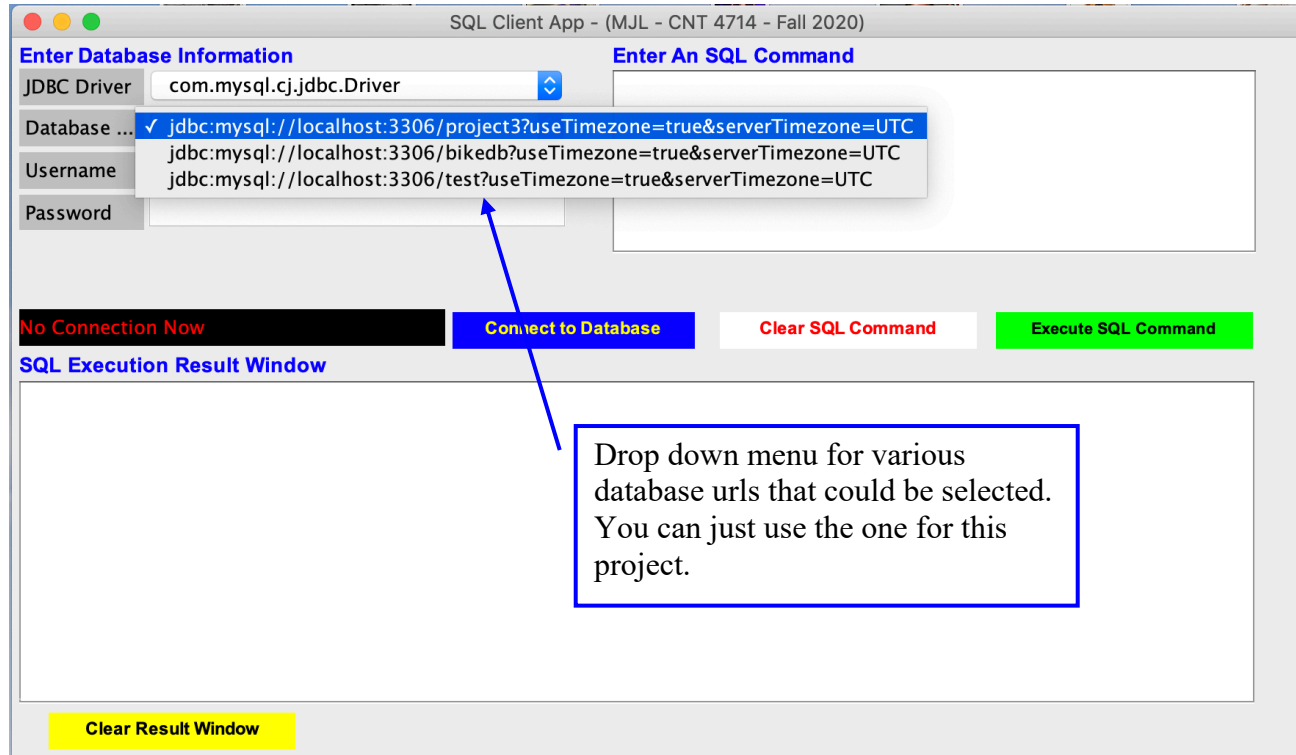 SQL Client App - (MJL - CNT 4714 - Fall 2020)
Enter Database Information
Enter An SQL Command
JDBC Driver
com.mysql.cj.jdbc.Driver
Database ...
✓ jdbc:mysql://localhost:3306/project3?useTimezone=true&serverTimezone=UTC
jdbc:mysql://localhost:3306/bikedb?useTimezone=true&serverTimezone=UTC
jdbc:mysql://localhost:3306/test?useTimezone=true&serverTimezone=UTC
Username
Password
No Connection Now
Connect to Database
Clear SQL Command
Execute SQL Command
SQL Execution Result Window
Drop down menu for various
database urls that could be selected.
You can just use the one for this
project.
Clear Result Window